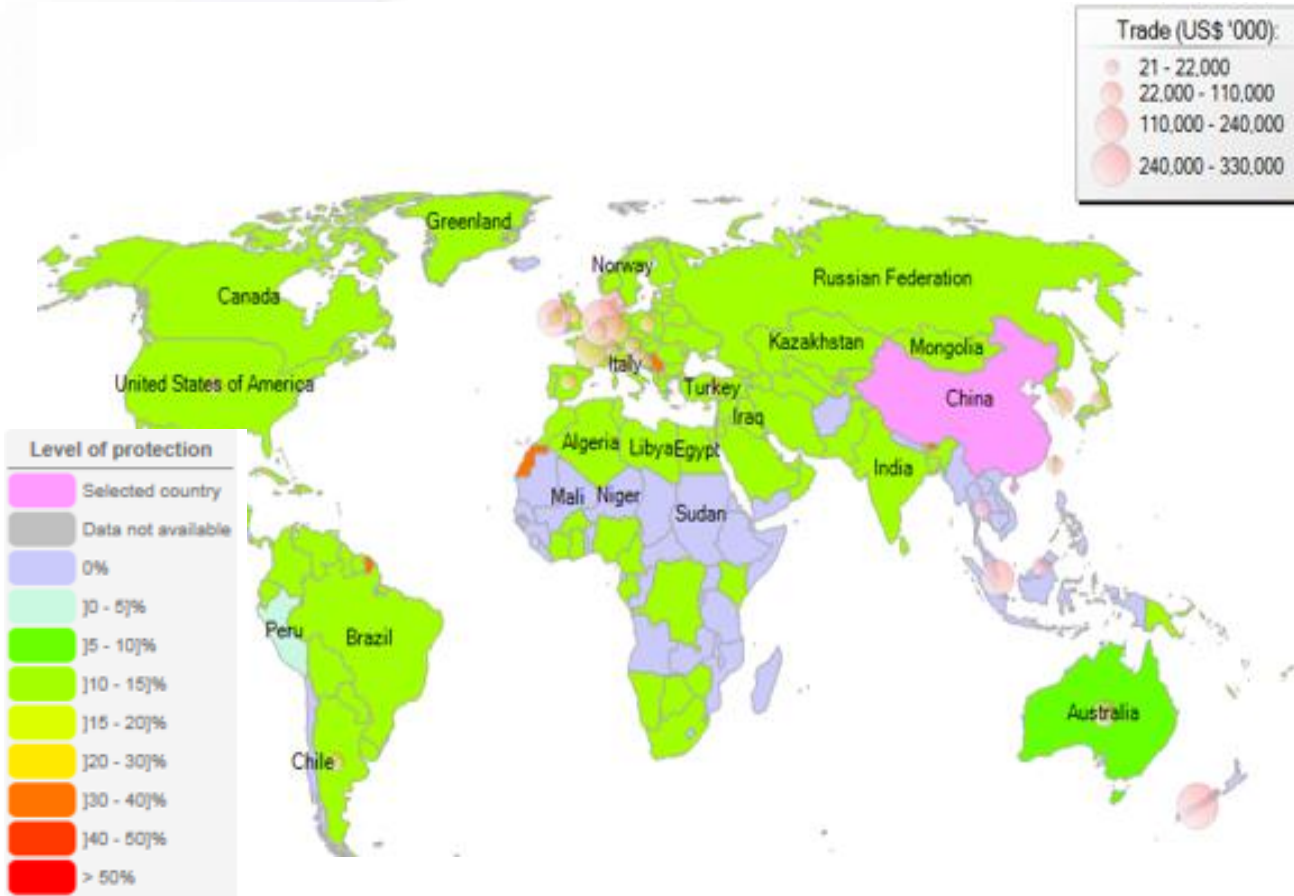 Trade (US$ '000):
21 - 22,000
22,000 - 110,000
110,000 - 240,000
240,000 - 330,000
Greenland
Norway
Russian Federation
Canada
Kazakhstan
Mongolia
Italy
United States of America
Turkey
China
Iraq
Algeria
Libya
Egypt
India
Mali
Niger
Sudan
Peru
Brazil
Australia
Chile
Level of protection
Selected country
Data not available
0%
]0 - 5]%
]5 - 10]%
]10 - 15]%
]15 - 20]%
]20 - 30]%
]30 - 40]%
]40 - 50]%
> 50%